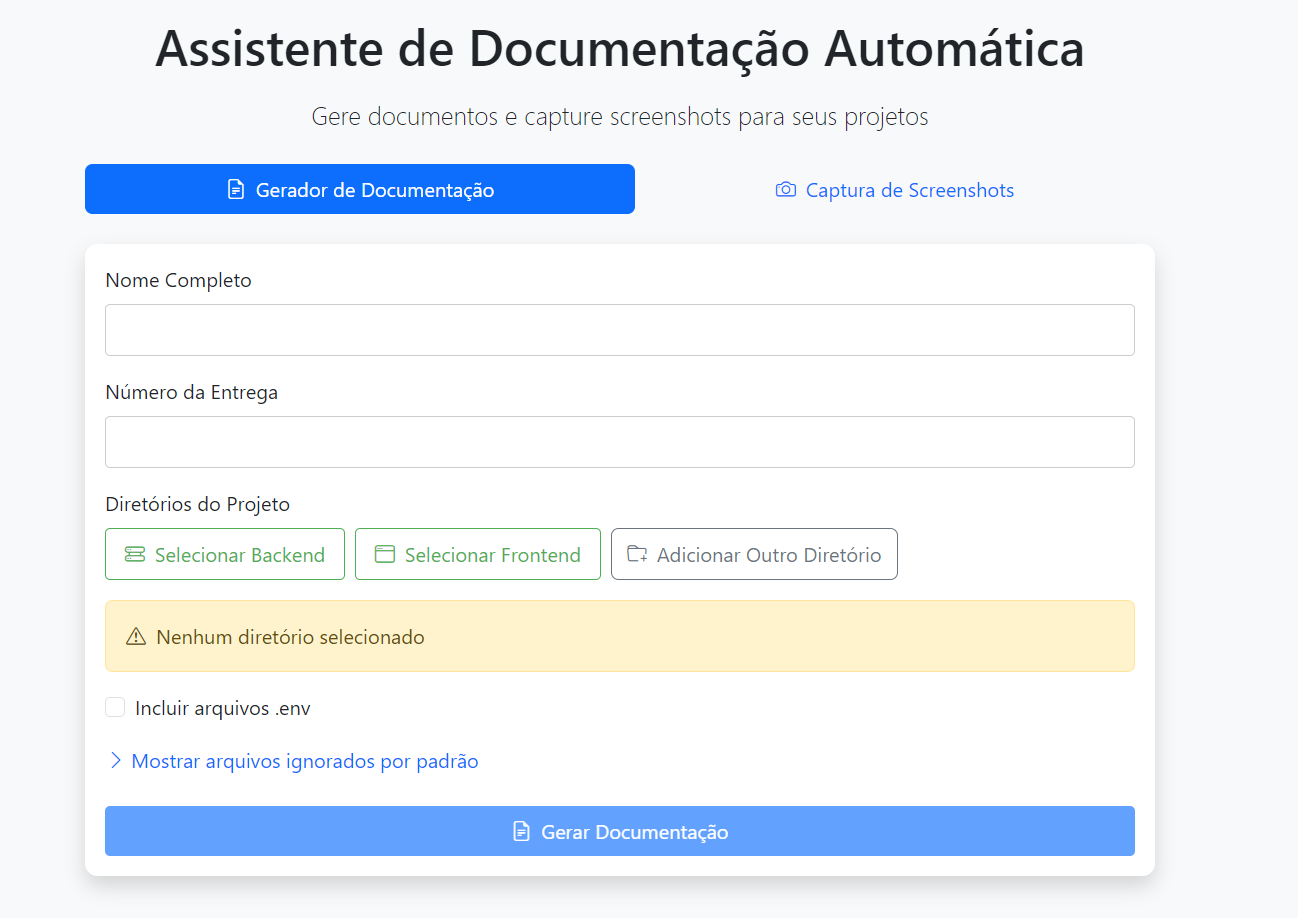 Assistente de Documentação Automática
Gere documentos e capture screenshots para seus projetos
Gerador de Documentação
Captura de Screenshots
Nome Completo
Número da Entrega
Diretórios do Projeto
Selecionar Backend
Selecionar Frontend
Adicionar Outro Diretório
Nenhum diretório selecionado
Incluir arquivos .env
Mostrar arquivos ignorados por padrão
Gerar Documentação